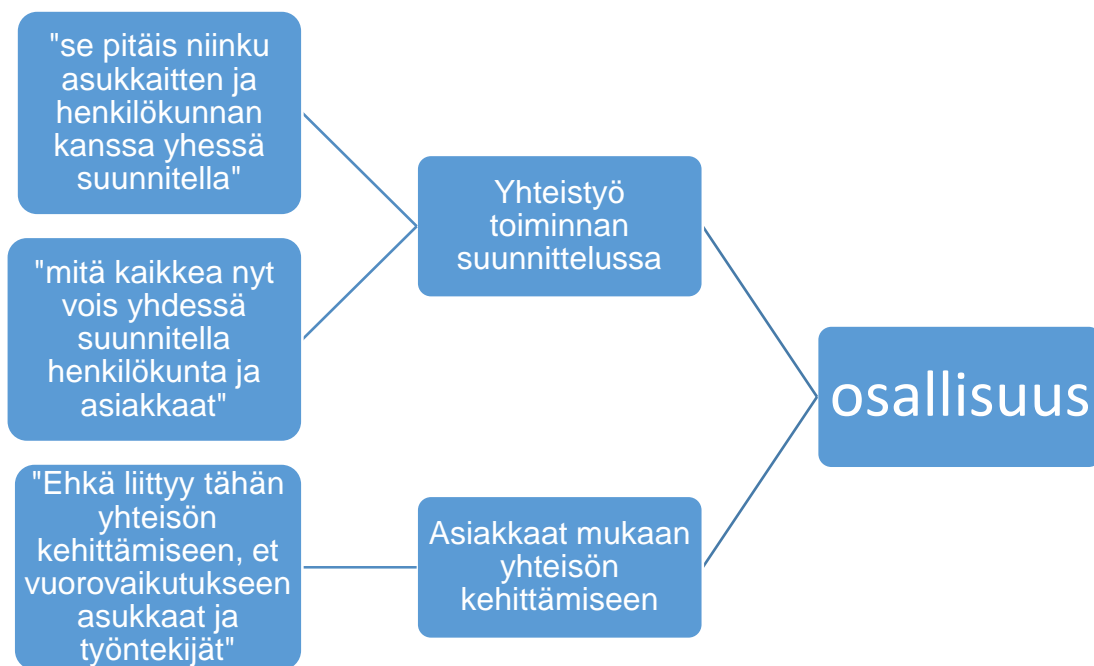 "se pitäis niinku
asukkaitten ja
henkilökunnan
kanssa yhessä
suunnitella"
"mitä kaikkea nyt
vois yhdessä
suunnitella
henkilökunta ja
asiakkaat"
"Ehkä liittyy tähän
yhteisön
kehittämiseen, et
vuorovaikutukseen
asukkaat ja
työntekijät"
Yhteistyö
toiminnan
suunnittelussa
Asiakkaat mukaan
yhteisön
kehittämiseen
osallisuus